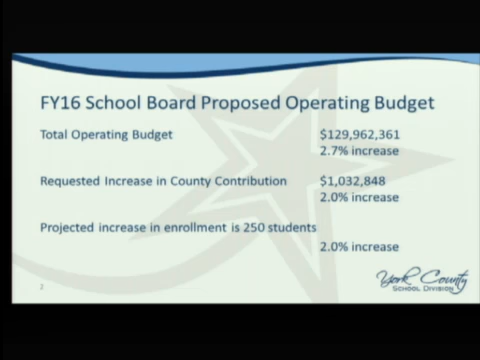 FY16 School Board Proposed Operating Budget
Total Operating Budget $129,962,361
2.7% increase
Requested Increase in County Contribution $1,032,848
2.0% increase
Projected increase in enrollment is 250 students
2.0% increase
2
York County
SCHOOL DIVISION